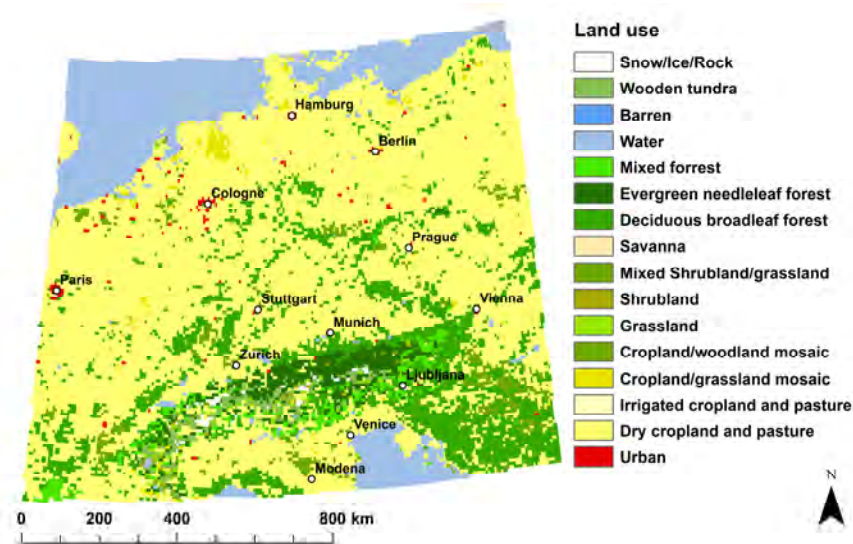 Land use
Snow/Ice/Rock
Wooden tundra
Barren
Water
Mixed forrest
Evergreen needleleaf forest
Deciduous broadleaf forest
Savanna
Mixed Shrubland/grassland
Shrubland
Grassland
Cropland/woodland mosaic
Cropland/grassland mosaic
Irrigated cropland and pasture
Dry cropland and pasture
Urban
Hamburg
Berlin
Cologne
Prague
Paris
Stuttgart
Vienna
Munich
Zurich
Ljubljana
Venice
Modena
N
0 200 400 800 km